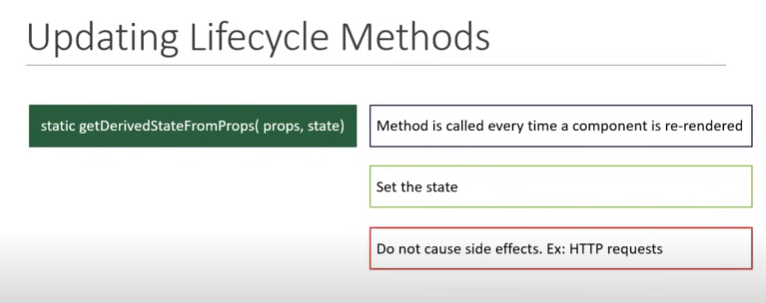 Updating Lifecycle Methods
static getDerivedStateFromProps( props, state)
Method is called every time a component is re-rendered
Set the state
Do not cause side effects. Ex: HTTP requests